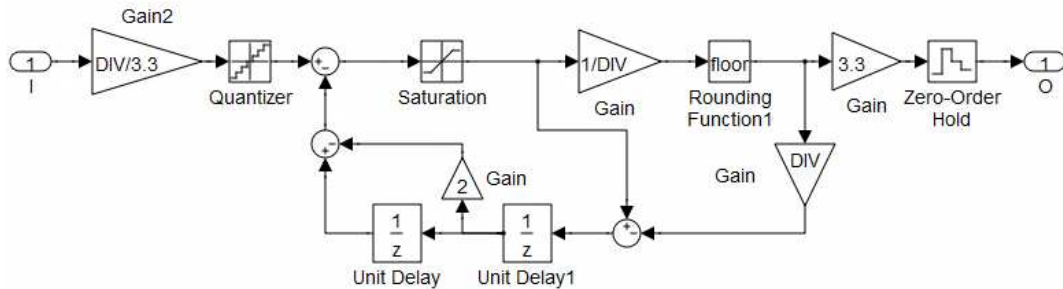 Gain2
1
I
DIV/3.3
Quantizer
Saturation
1/DIV
Gain
floor
Rounding
Function1
3.3
Gain
Zero-Order
Hold
1
O
DIV
Gain
2
Gain
1
z
Unit Delay
1
z
Unit Delay1